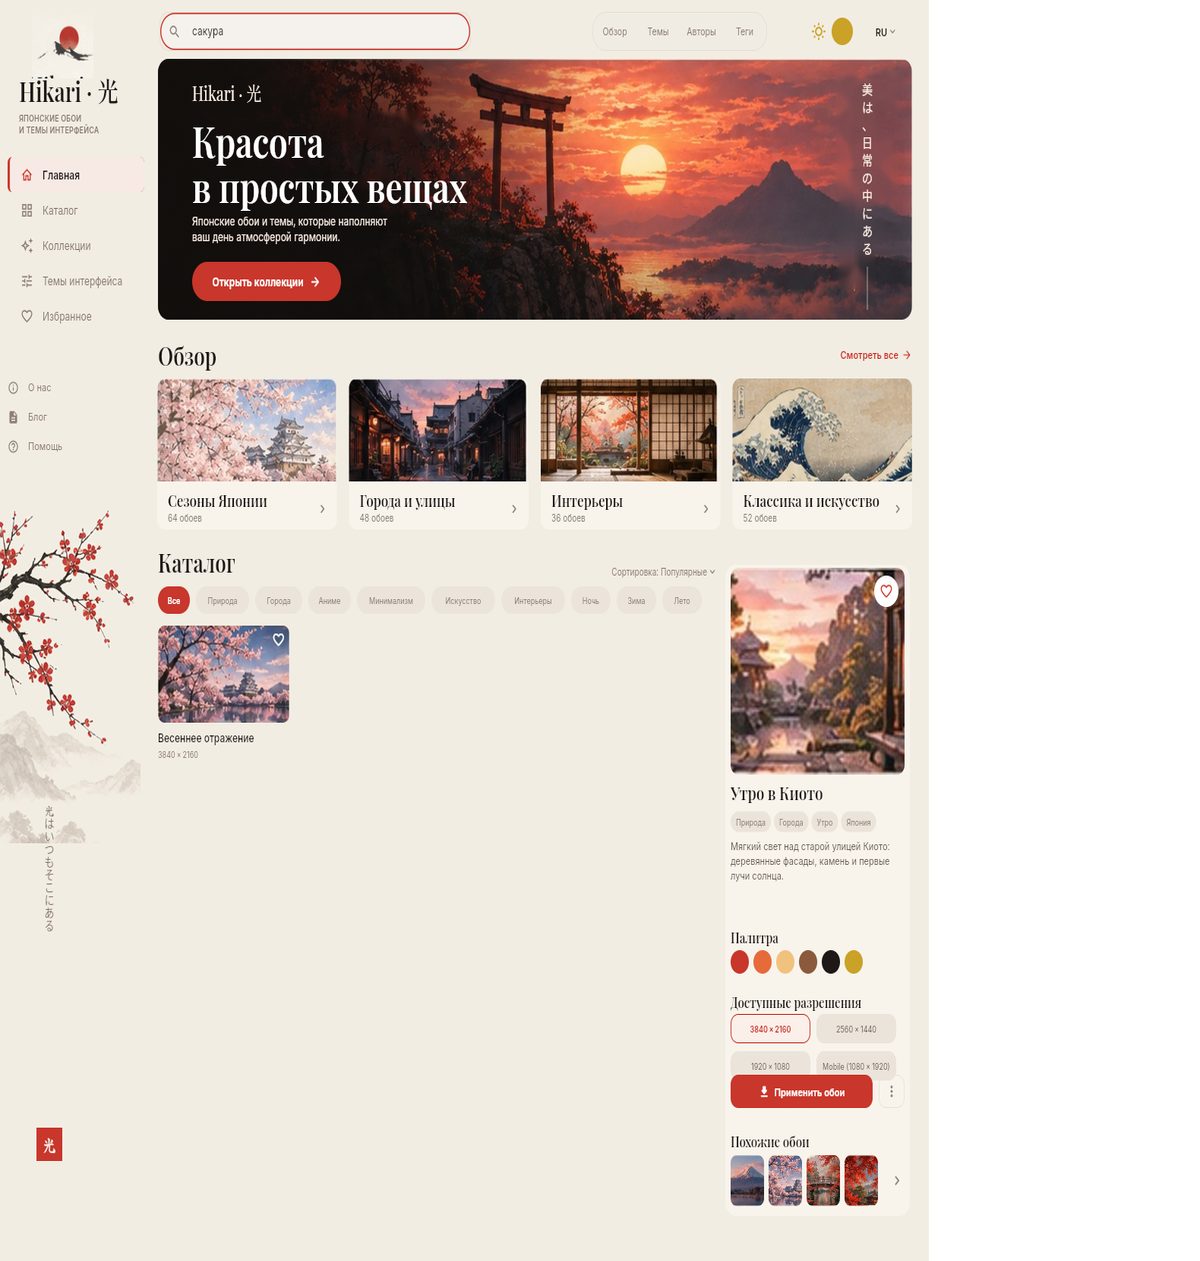 Hikari · 光
ЯПОНСКИЕ ОБОИ
И ТЕМЫ ИНТЕРФЕЙСА
Главная
Каталог
Коллекции
Темы интерфейса
Избранное
О нас
Блог
Помощь
光はいつもそこにある
光
сакура
Обзор
Темы
Авторы
Теги
RU
Hikari · 光
Красота
в простых вещах
Японские обои и темы, которые наполняют
ваш день атмосферой гармонии.
Открыть коллекции
美は、日常の中にある
Обзор
Смотреть все
Сезоны Японии
64 обоев
Города и улицы
48 обоев
Интерьеры
36 обоев
Классика и искусство
52 обоев
Каталог
Сортировка: Популярные
Все
Природа
Города
Аниме
Минимализм
Искусство
Интерьеры
Ночь
Зима
Лето
Весеннее отражение
3840 × 2160
Утро в Киото
Природа
Города
Утро
Япония
Мягкий свет над старой улицей Киото:
деревянные фасады, камень и первые
лучи солнца.
Палитра
Доступные разрешения
3840 × 2160
2560 × 1440
1920 × 1080
Mobile (1080 × 1920)
Применить обои
Похожие обои